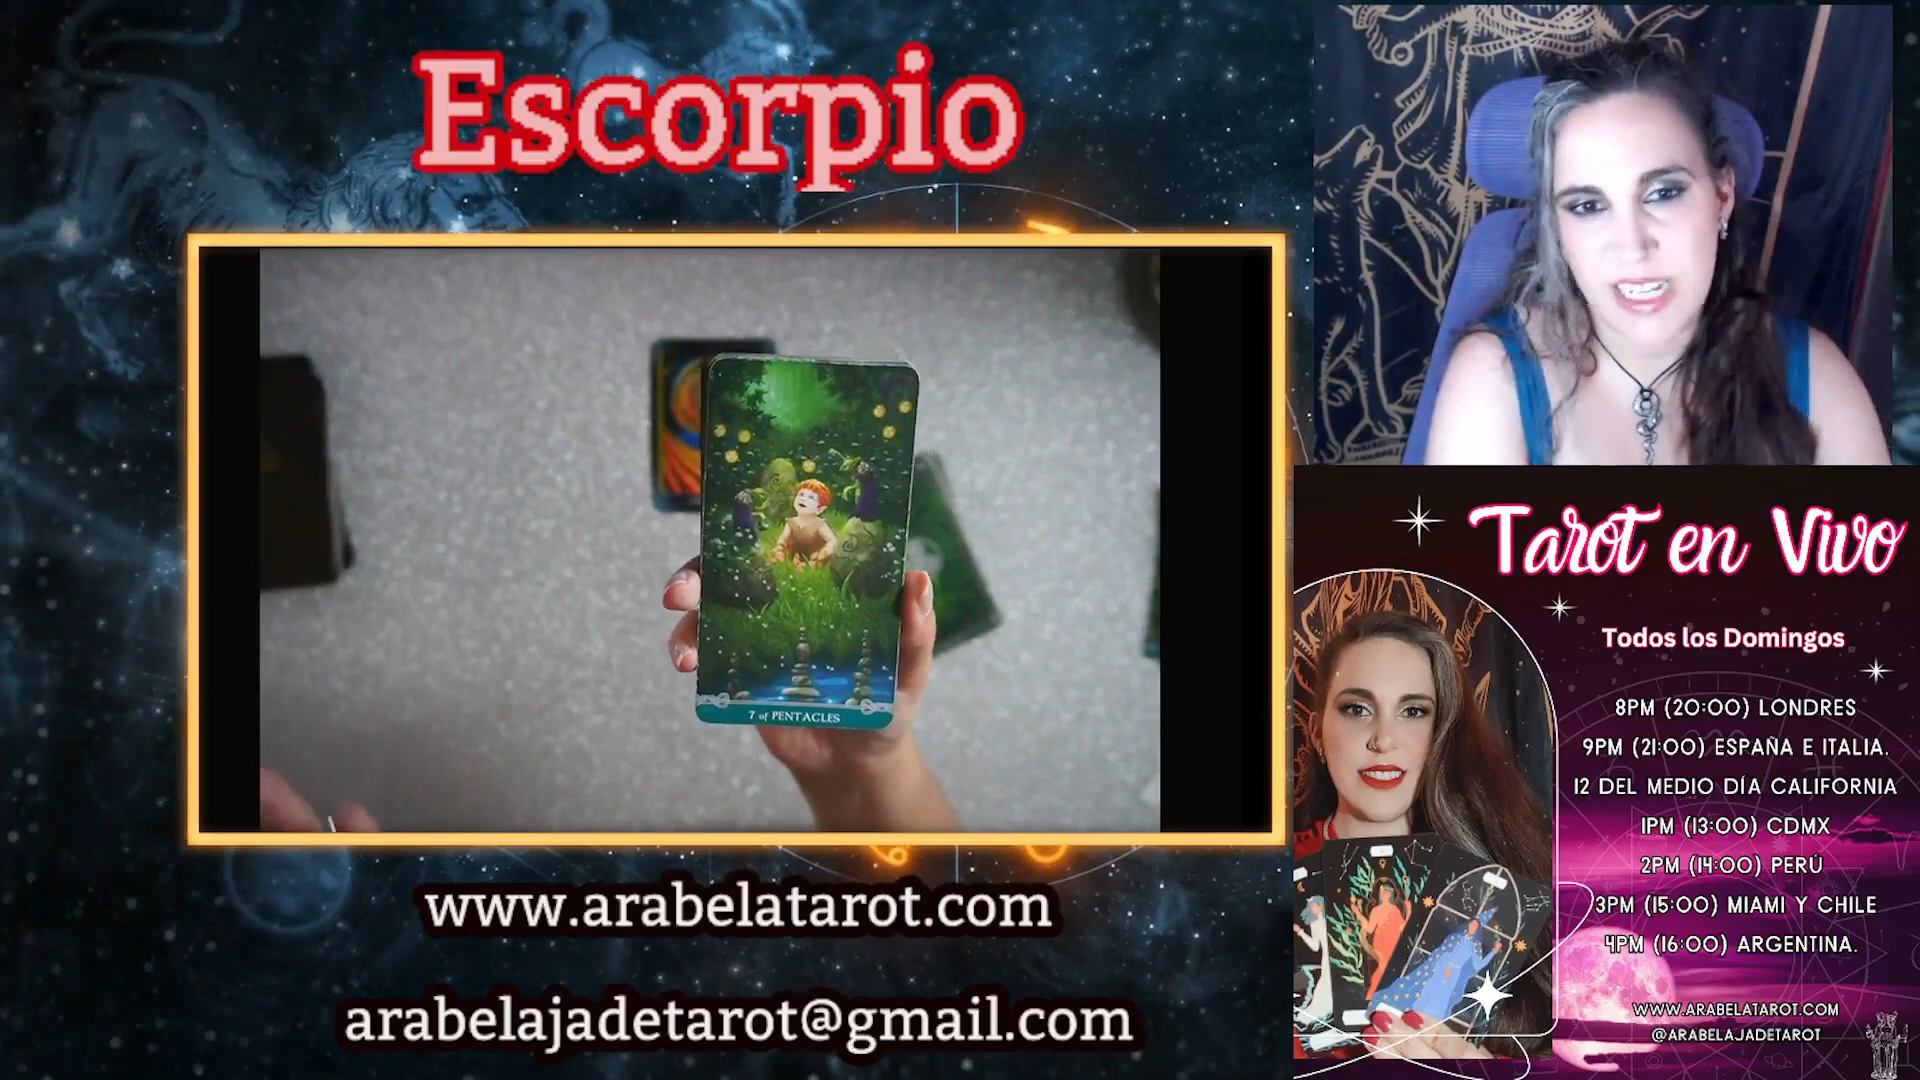 Escorpio
7 of PENTACLES
www.arabelatarot.com
arabelajadetarot@gmail.com
Tarot en Vivo
Todos los Domingos
8PM (20:00) LONDRES
9PM (21:00) ESPAÑA E ITALIA.
12 DEL MEDIO DÍA CALIFORNIA
1PM (13:00) CDMX
2PM (14:00) PERÚ
3PM (15:00) MIAMI Y CHILE
4PM (16:00) ARGENTINA.
WWW.ARABELATAROT.COM
@ARABELAJADETAROT